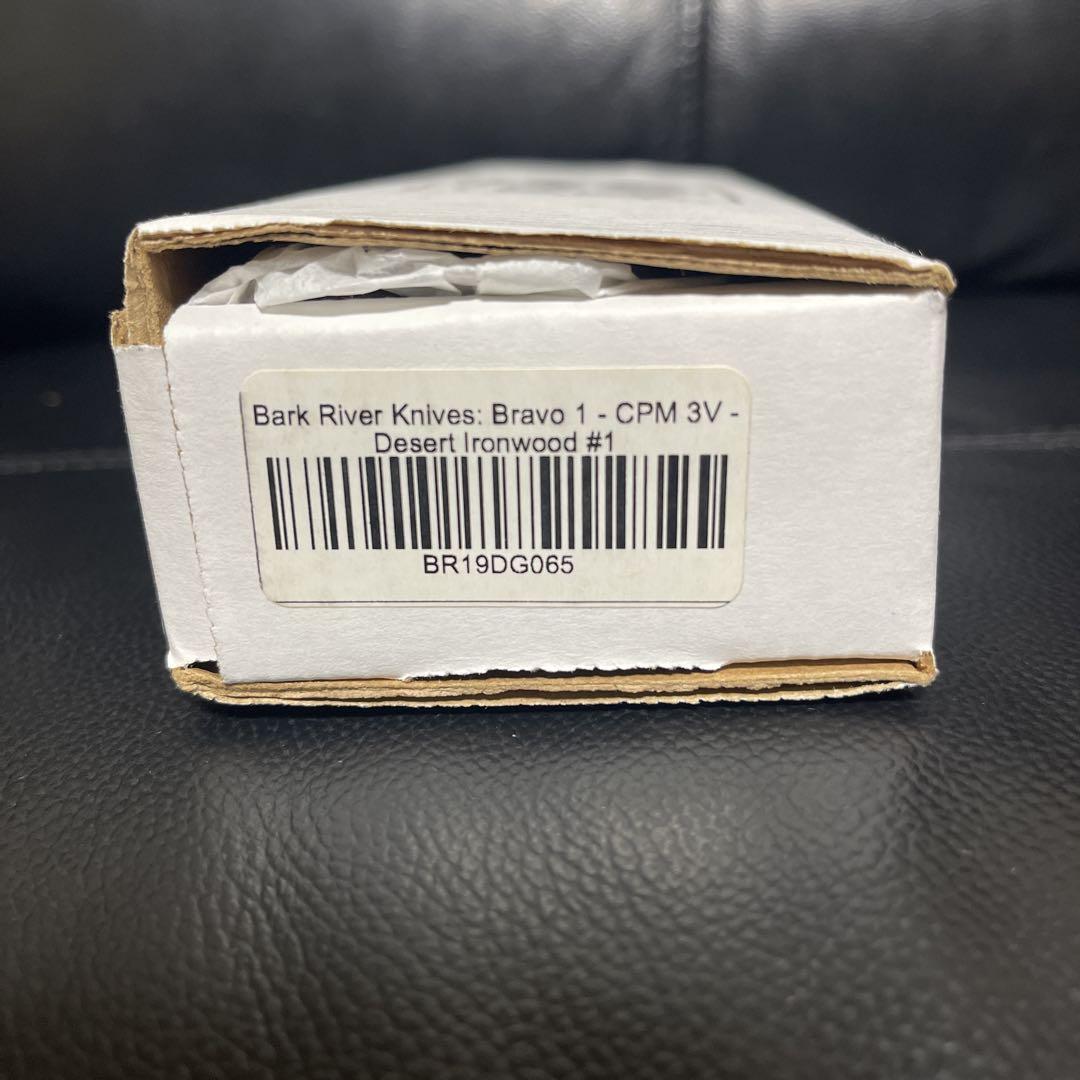 Bark River Knives: Bravo 1 - CPM 3V -
Desert Ironwood #1
BR19DG065